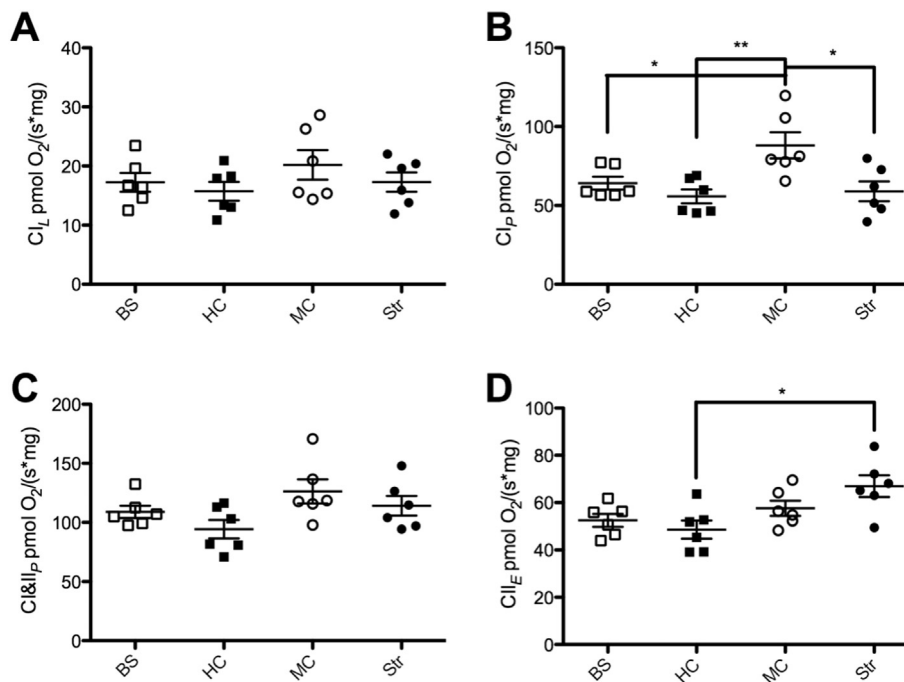 A
CI_L pmol O₂/(s*mg)
40
30
20
10
0
BS HC MC Str
B
CI_P pmol O₂/(s*mg)
150
100
50
0
* ** *
BS HC MC Str
C
CI&II_P pmol O₂/(s*mg)
200
150
100
50
0
BS HC MC Str
D
CII_E pmol O₂/(s*mg)
100
80
60
40
20
0
*
BS HC MC Str